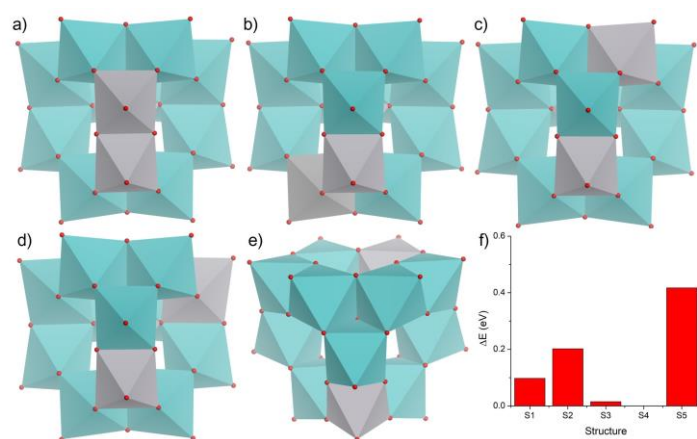 a)
b)
c)
d)
e)
f)
0.6
0.4
0.2
0.0
ΔE (eV)
S1 S2 S3 S4 S5
Structure